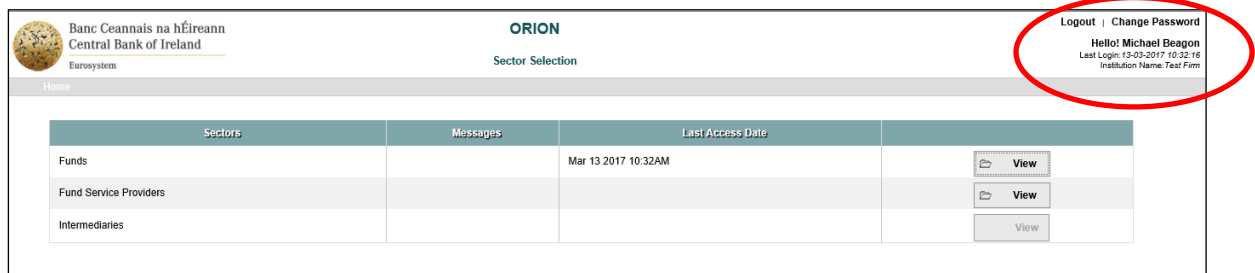 Banc Ceannais na hÉireann
Central Bank of Ireland
Eurosystem
ORION
Sector Selection
Logout | Change Password
Hello! Michael Beagon
Last Login:13-03-2017 10:32:16
Institution Name:Test Firm
Home
Sectors Messages Last Access Date
Funds Mar 13 2017 10:32AM View
Fund Service Providers View
Intermediaries View